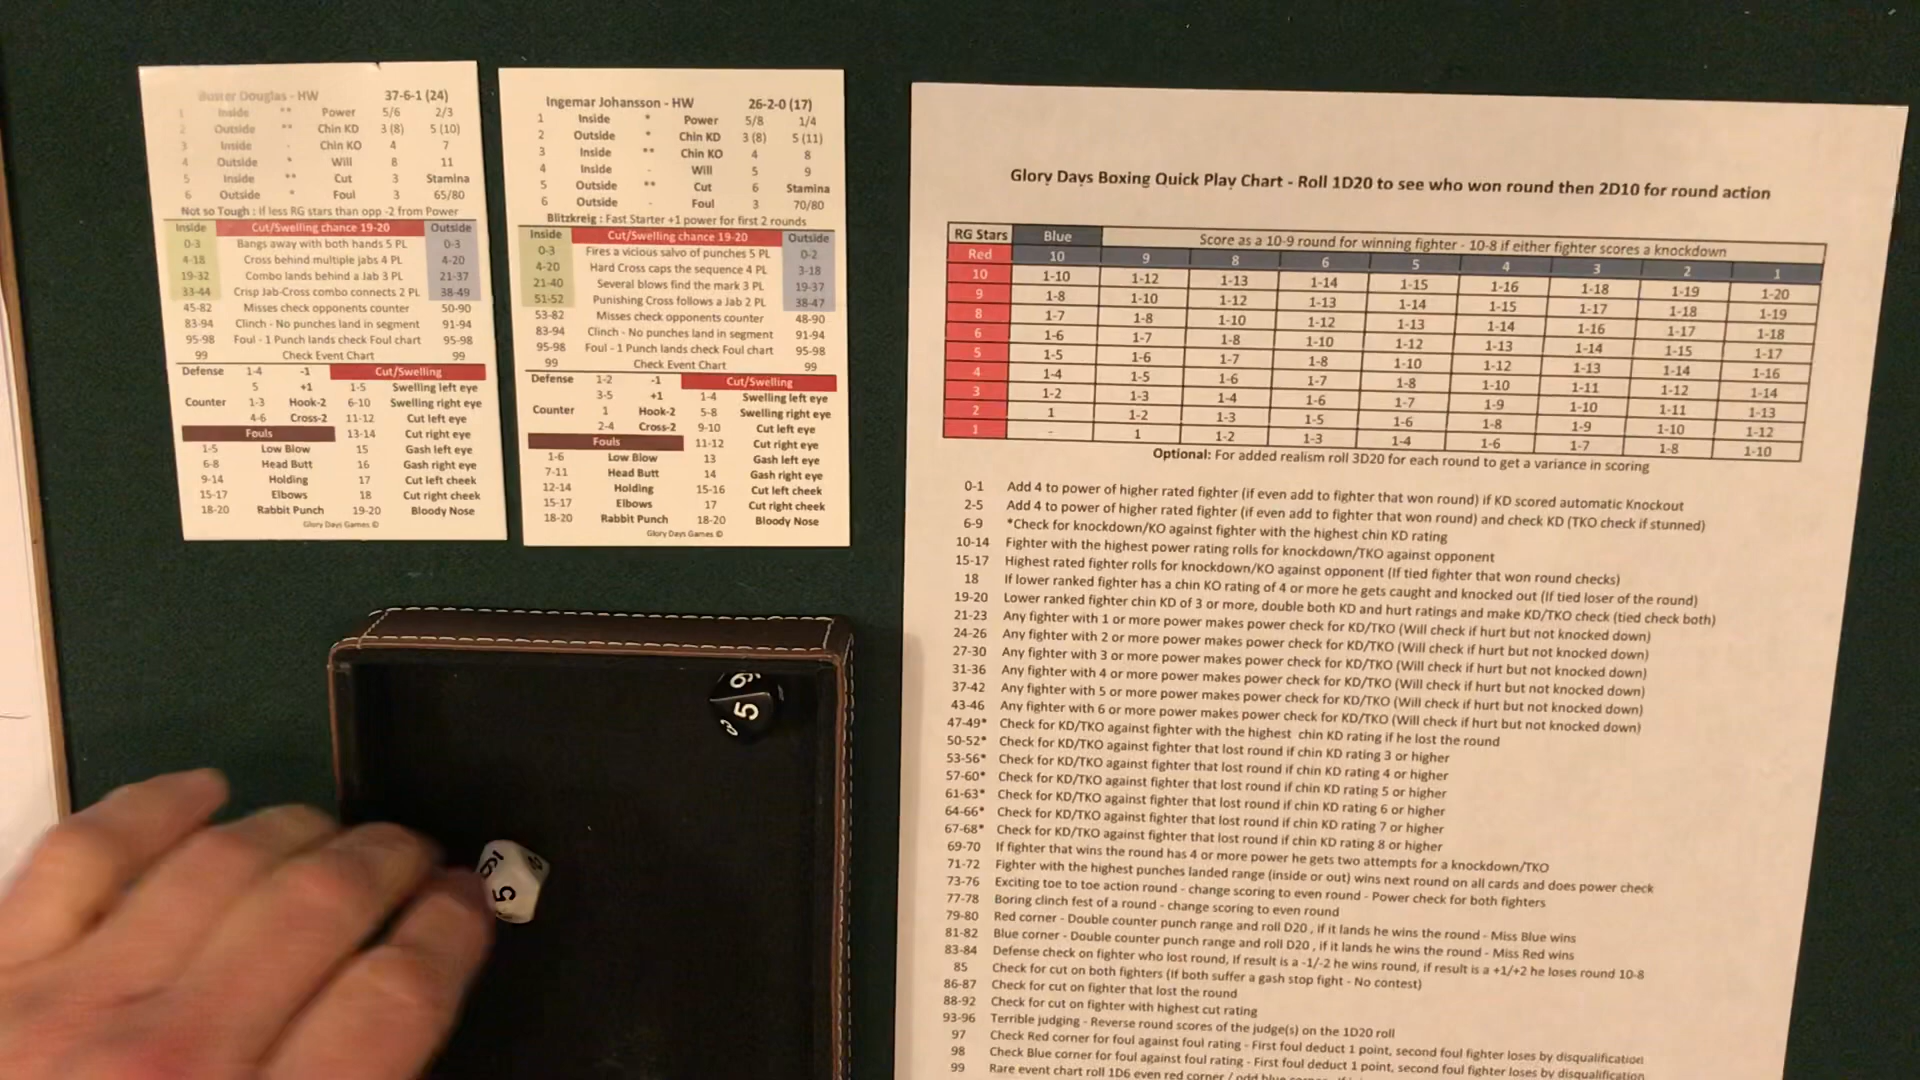 Buster Douglas - HW 37-6-1 (24)
1 Inside ** Power 5/6 2/3
2 Outside ** Chin KD 3 (8) 5 (10)
3 Inside - Chin KO 4 7
4 Outside * Will 8 11
5 Inside ** Cut 3 Stamina
6 Outside * Foul 3 65/80
Not so Tough : If less RG stars than opp -2 from Power
Inside Cut/Swelling chance 19-20 Outside
0-3 Bangs away with both hands 5 PL 0-3
4-18 Cross behind multiple jabs 4 PL 4-20
19-32 Combo lands behind a Jab 3 PL 21-37
33-44 Crisp Jab-Cross combo connects 2 PL 38-49
45-82 Misses check opponents counter 50-90
83-94 Clinch - No punches land in segment 91-94
95-98 Foul - 1 Punch lands check Foul chart 95-98
99 Check Event Chart 99
Defense 1-4 -1 Cut/Swelling
5 +1 1-5 Swelling left eye
Counter 1-3 Hook-2 6-10 Swelling right eye
4-6 Cross-2 11-12 Cut left eye
Fouls 13-14 Cut right eye
1-5 Low Blow 15 Gash left eye
6-8 Head Butt 16 Gash right eye
9-14 Holding 17 Cut left cheek
15-17 Elbows 18 Cut right cheek
18-20 Rabbit Punch 19-20 Bloody Nose
Glory Days Games ©
Ingemar Johansson - HW 26-2-0 (17)
1 Inside * Power 5/8 1/4
2 Outside * Chin KD 3 (8) 5 (11)
3 Inside ** Chin KO 4 8
4 Inside - Will 5 9
5 Outside ** Cut 6 Stamina
6 Outside - Foul 3 70/80
Blitzkreig : Fast Starter +1 power for first 2 rounds
Inside Cut/Swelling chance 19-20 Outside
0-3 Fires a vicious salvo of punches 5 PL 0-2
4-20 Hard Cross caps the sequence 4 PL 3-18
21-40 Several blows find the mark 3 PL 19-37
51-52 Punishing Cross follows a Jab 2 PL 38-47
53-82 Misses check opponents counter 48-90
83-94 Clinch - No punches land in segment 91-94
95-98 Foul - 1 Punch lands check Foul chart 95-98
99 Check Event Chart 99
Defense 1-2 -1 Cut/Swelling
3-5 +1 1-4 Swelling left eye
Counter 1 Hook-2 5-8 Swelling right eye
2-4 Cross-2 9-10 Cut left eye
Fouls 11-12 Cut right eye
1-6 Low Blow 13 Gash left eye
7-11 Head Butt 14 Gash right eye
12-14 Holding 15-16 Cut left cheek
15-17 Elbows 17 Cut right cheek
18-20 Rabbit Punch 18-20 Bloody Nose
Glory Days Games ©
Glory Days Boxing Quick Play Chart - Roll 1D20 to see who won round then 2D10 for round action
RG Stars Blue Score as a 10-9 round for winning fighter - 10-8 if either fighter scores a knockdown
Red 10 9 8 6 5 4 3 2 1
10 1-10 1-12 1-13 1-14 1-15 1-16 1-18 1-19 1-20
9 1-8 1-10 1-12 1-13 1-14 1-15 1-17 1-18 1-19
8 1-7 1-8 1-10 1-12 1-13 1-14 1-16 1-17 1-18
6 1-6 1-7 1-8 1-10 1-12 1-13 1-14 1-15 1-17
5 1-5 1-6 1-7 1-8 1-10 1-12 1-13 1-14 1-16
4 1-4 1-5 1-6 1-7 1-8 1-10 1-11 1-12 1-14
3 1-2 1-3 1-4 1-6 1-7 1-9 1-10 1-11 1-13
2 1 1-2 1-3 1-5 1-6 1-8 1-9 1-10 1-12
1 - 1 1-2 1-3 1-4 1-6 1-7 1-8 1-10
Optional: For added realism roll 3D20 for each round to get a variance in scoring
0-1 Add 4 to power of higher rated fighter (if even add to fighter that won round) if KD scored automatic Knockout
2-5 Add 4 to power of higher rated fighter (if even add to fighter that won round) and check KD (TKO check if stunned)
6-9 *Check for knockdown/KO against fighter with the highest chin KD rating
10-14 Fighter with the highest power rating rolls for knockdown/TKO against opponent
15-17 Highest rated fighter rolls for knockdown/KO against opponent (If tied fighter that won round checks)
18 If lower ranked fighter has a chin KO rating of 4 or more he gets caught and knocked out (If tied loser of the round)
19-20 Lower ranked fighter chin KD of 3 or more, double both KD and hurt ratings and make KD/TKO check (tied check both)
21-23 Any fighter with 1 or more power makes power check for KD/TKO (Will check if hurt but not knocked down)
24-26 Any fighter with 2 or more power makes power check for KD/TKO (Will check if hurt but not knocked down)
27-30 Any fighter with 3 or more power makes power check for KD/TKO (Will check if hurt but not knocked down)
31-36 Any fighter with 4 or more power makes power check for KD/TKO (Will check if hurt but not knocked down)
37-42 Any fighter with 5 or more power makes power check for KD/TKO (Will check if hurt but not knocked down)
43-46 Any fighter with 6 or more power makes power check for KD/TKO (Will check if hurt but not knocked down)
47-49* Check for KD/TKO against fighter with the highest chin KD rating if he lost the round
50-52* Check for KD/TKO against fighter that lost round if chin KD rating 3 or higher
53-56* Check for KD/TKO against fighter that lost round if chin KD rating 4 or higher
57-60* Check for KD/TKO against fighter that lost round if chin KD rating 5 or higher
61-63* Check for KD/TKO against fighter that lost round if chin KD rating 6 or higher
64-66* Check for KD/TKO against fighter that lost round if chin KD rating 7 or higher
67-68* Check for KD/TKO against fighter that lost round if chin KD rating 8 or higher
69-70 If fighter that wins the round has 4 or more power he gets two attempts for a knockdown/TKO
71-72 Fighter with the highest punches landed range (inside or out) wins next round on all cards and does power check
73-76 Exciting toe to toe action round - change scoring to even round - Power check for both fighters
77-78 Boring clinch fest of a round - change scoring to even round
79-80 Red corner - Double counter punch range and roll D20 , if it lands he wins the round - Miss Blue wins
81-82 Blue corner - Double counter punch range and roll D20 , if it lands he wins the round - Miss Red wins
83-84 Defense check on fighter who lost round, If result is a -1/-2 he wins round, if result is a +1/+2 he loses round 10-8
85 Check for cut on both fighters (If both suffer a gash stop fight - No contest)
86-87 Check for cut on fighter that lost the round
88-92 Check for cut on fighter with highest cut rating
93-96 Terrible judging - Reverse round scores of the judge(s) on the 1D20 roll
97 Check Red corner for foul against foul rating - First foul deduct 1 point, second foul fighter loses by disqualification
98 Check Blue corner for foul against foul rating - First foul deduct 1 point, second foul fighter loses by disqualification
99 Rare event chart roll 1D6 even red corner / odd blue
6
5
5